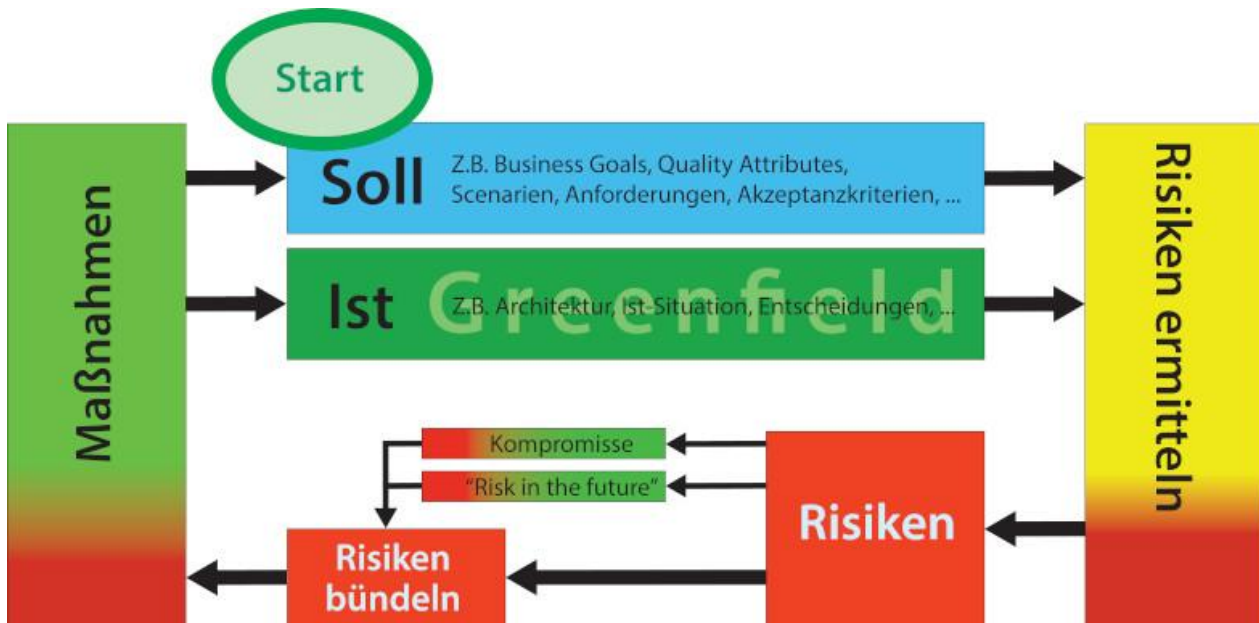 Start
Maßnahmen
Soll
Z.B. Business Goals, Quality Attributes,
Scenarien, Anforderungen, Akzeptanzkriterien, ...
Ist
Greenfield
Z.B. Architektur, Ist-Situation, Entscheidungen, ...
Risiken ermitteln
Kompromisse
"Risk in the future"
Risiken
Risiken
bündeln